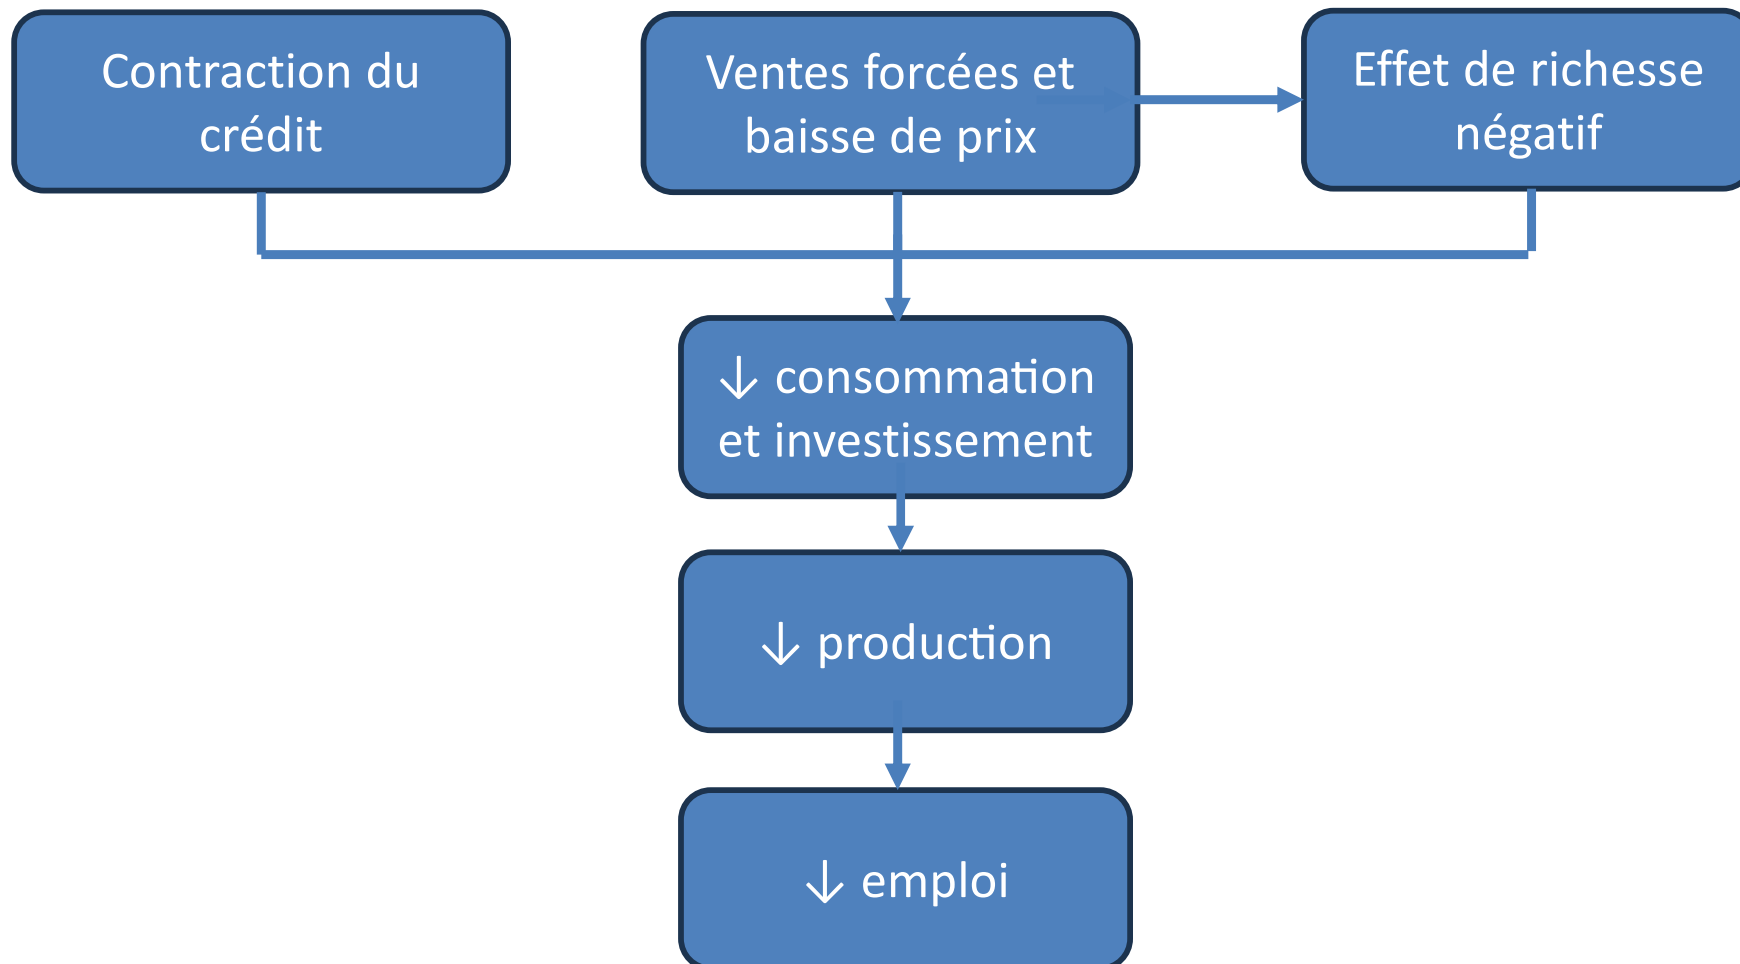 Contraction du
crédit
Ventes forcées et
baisse de prix
Effet de richesse
négatif
↓ consommation
et investissement
↓ production
↓ emploi